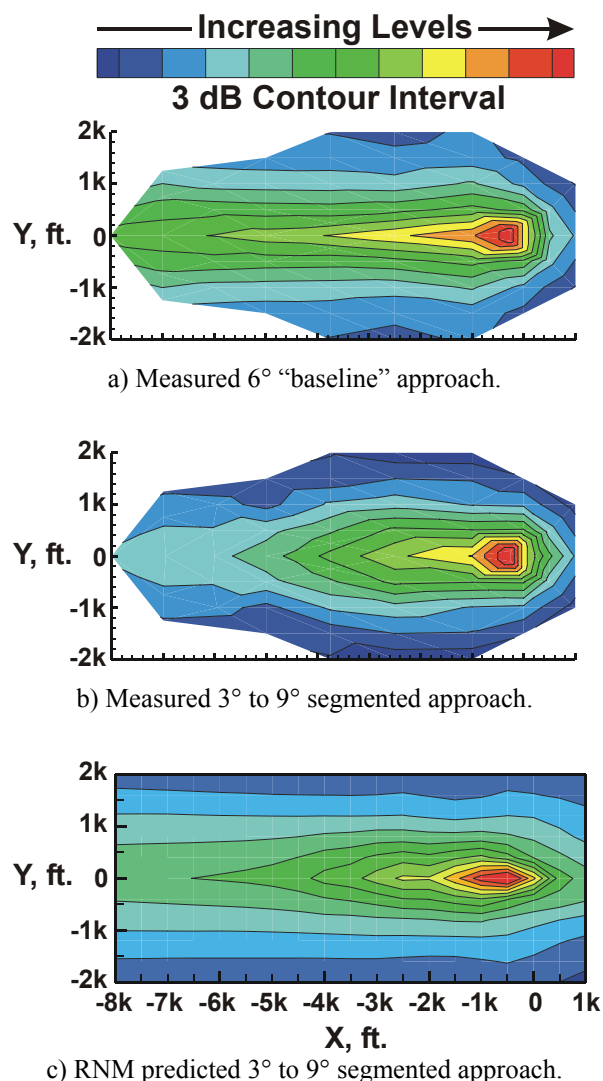 Increasing Levels
3 dB Contour Interval
2k
1k
Y, ft. 0
-1k
-2k
a) Measured 6° “baseline” approach.
2k
1k
Y, ft. 0
-1k
-2k
b) Measured 3° to 9° segmented approach.
2k
1k
Y, ft. 0
-1k
-2k
-8k -7k -6k -5k -4k -3k -2k -1k 0 1k
X, ft.
c) RNM predicted 3° to 9° segmented approach.